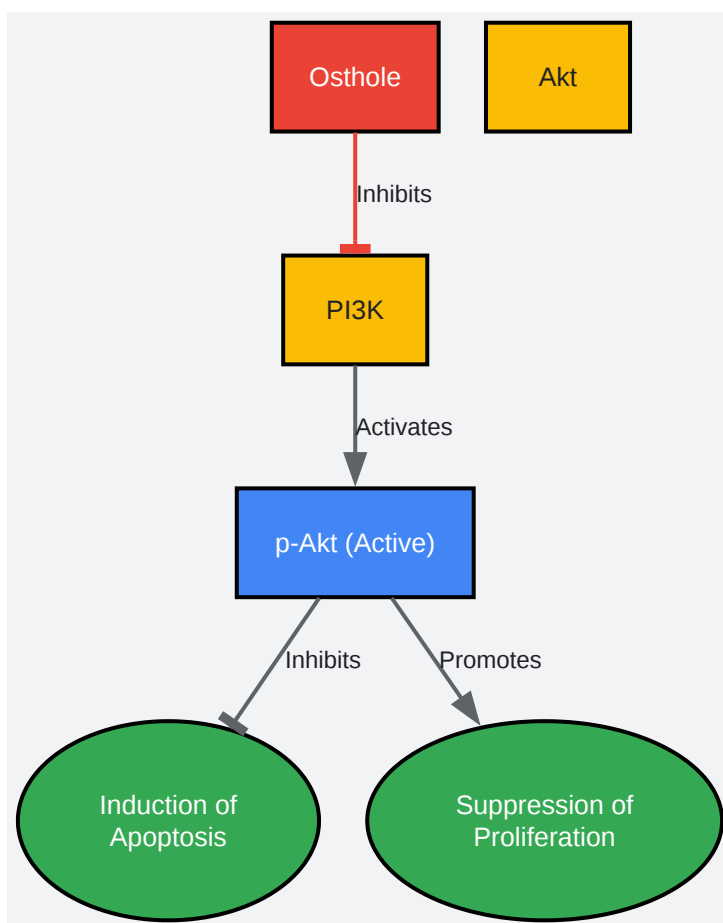 Osthole
Akt
Inhibits
PI3K
Activates
p-Akt (Active)
Inhibits
Promotes
Induction of
Apoptosis
Suppression of
Proliferation